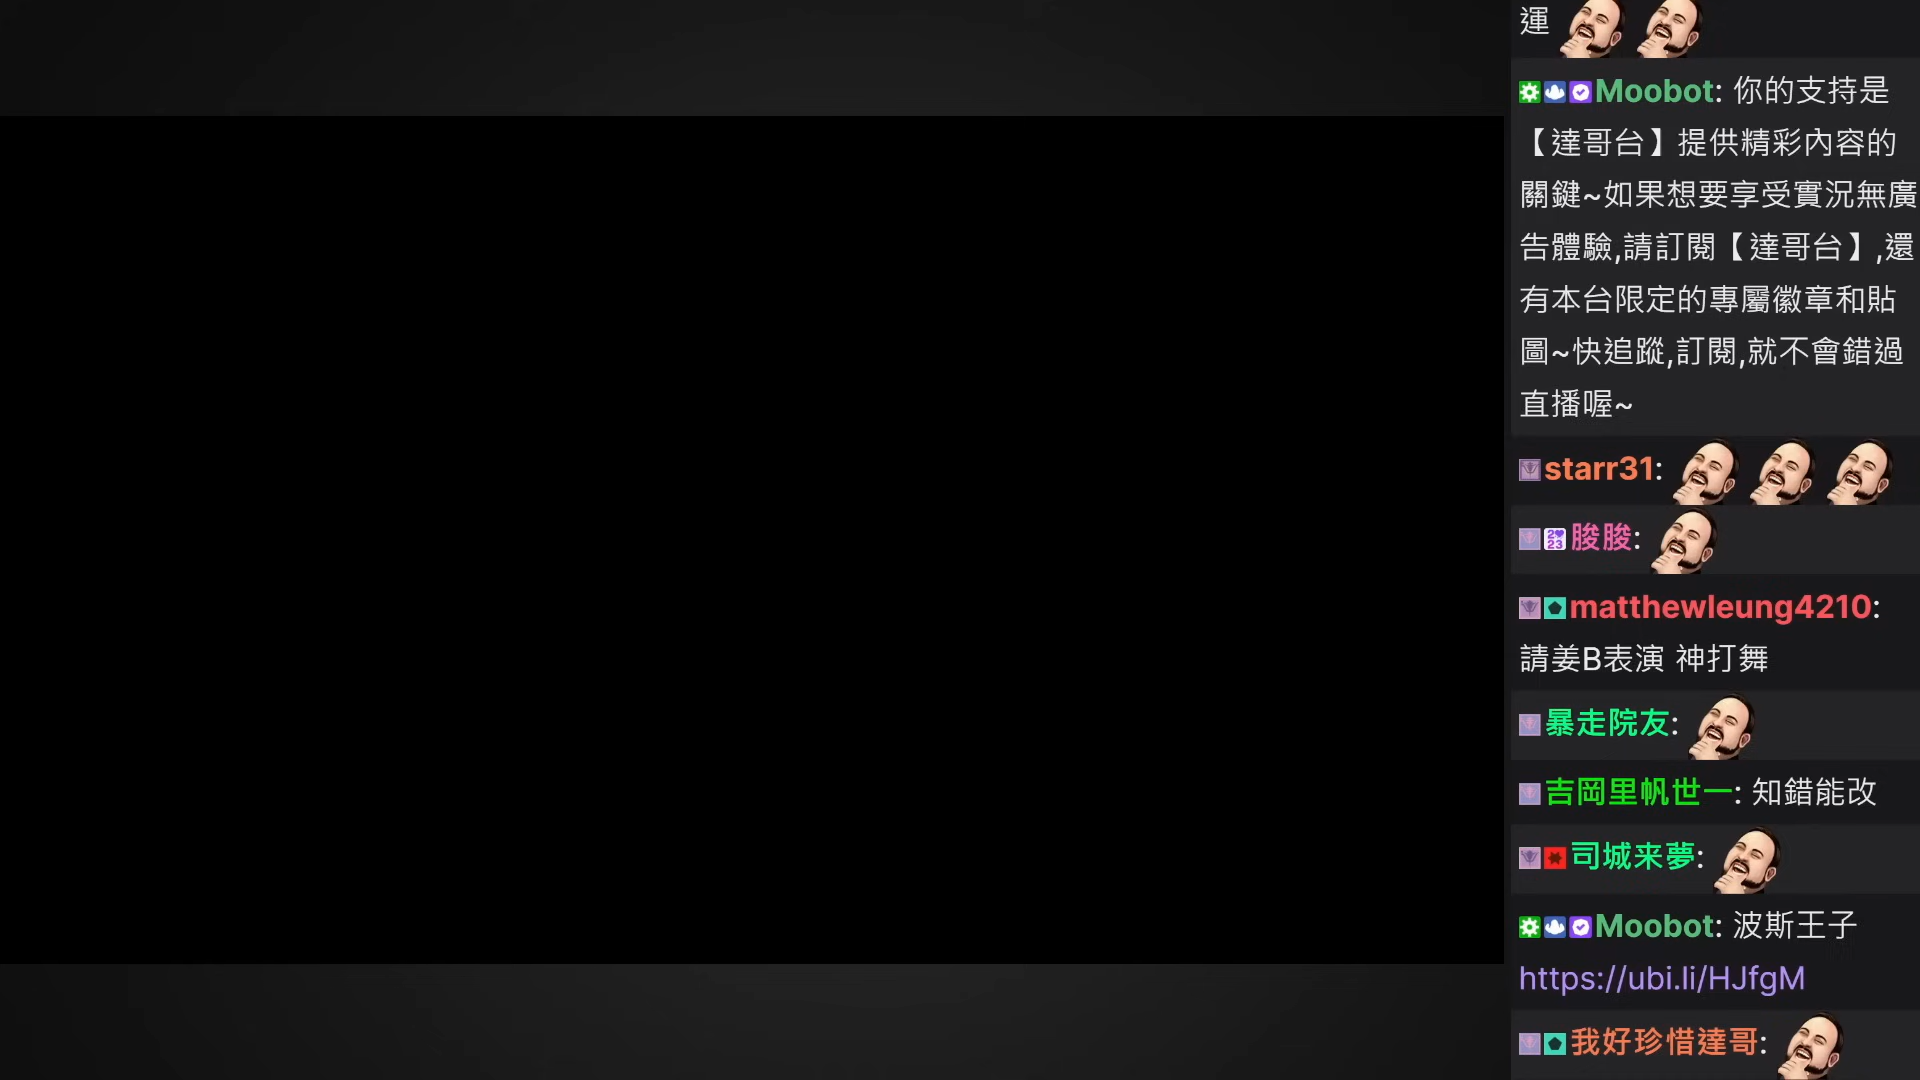 運
Moobot: 你的支持是
【達哥台】提供精彩內容的
關鍵~如果想要享受實況無廣
告體驗,請訂閱【達哥台】,還
有本台限定的專屬徽章和貼
圖~快追蹤,訂閱,就不會錯過
直播喔~
starr31:
2023 朘朘:
matthewleung4210:
請姜B表演 神打舞
暴走院友:
吉岡里帆世一: 知錯能改
司城来夢:
Moobot: 波斯王子
https://ubi.li/HJfgM
我好珍惜達哥: